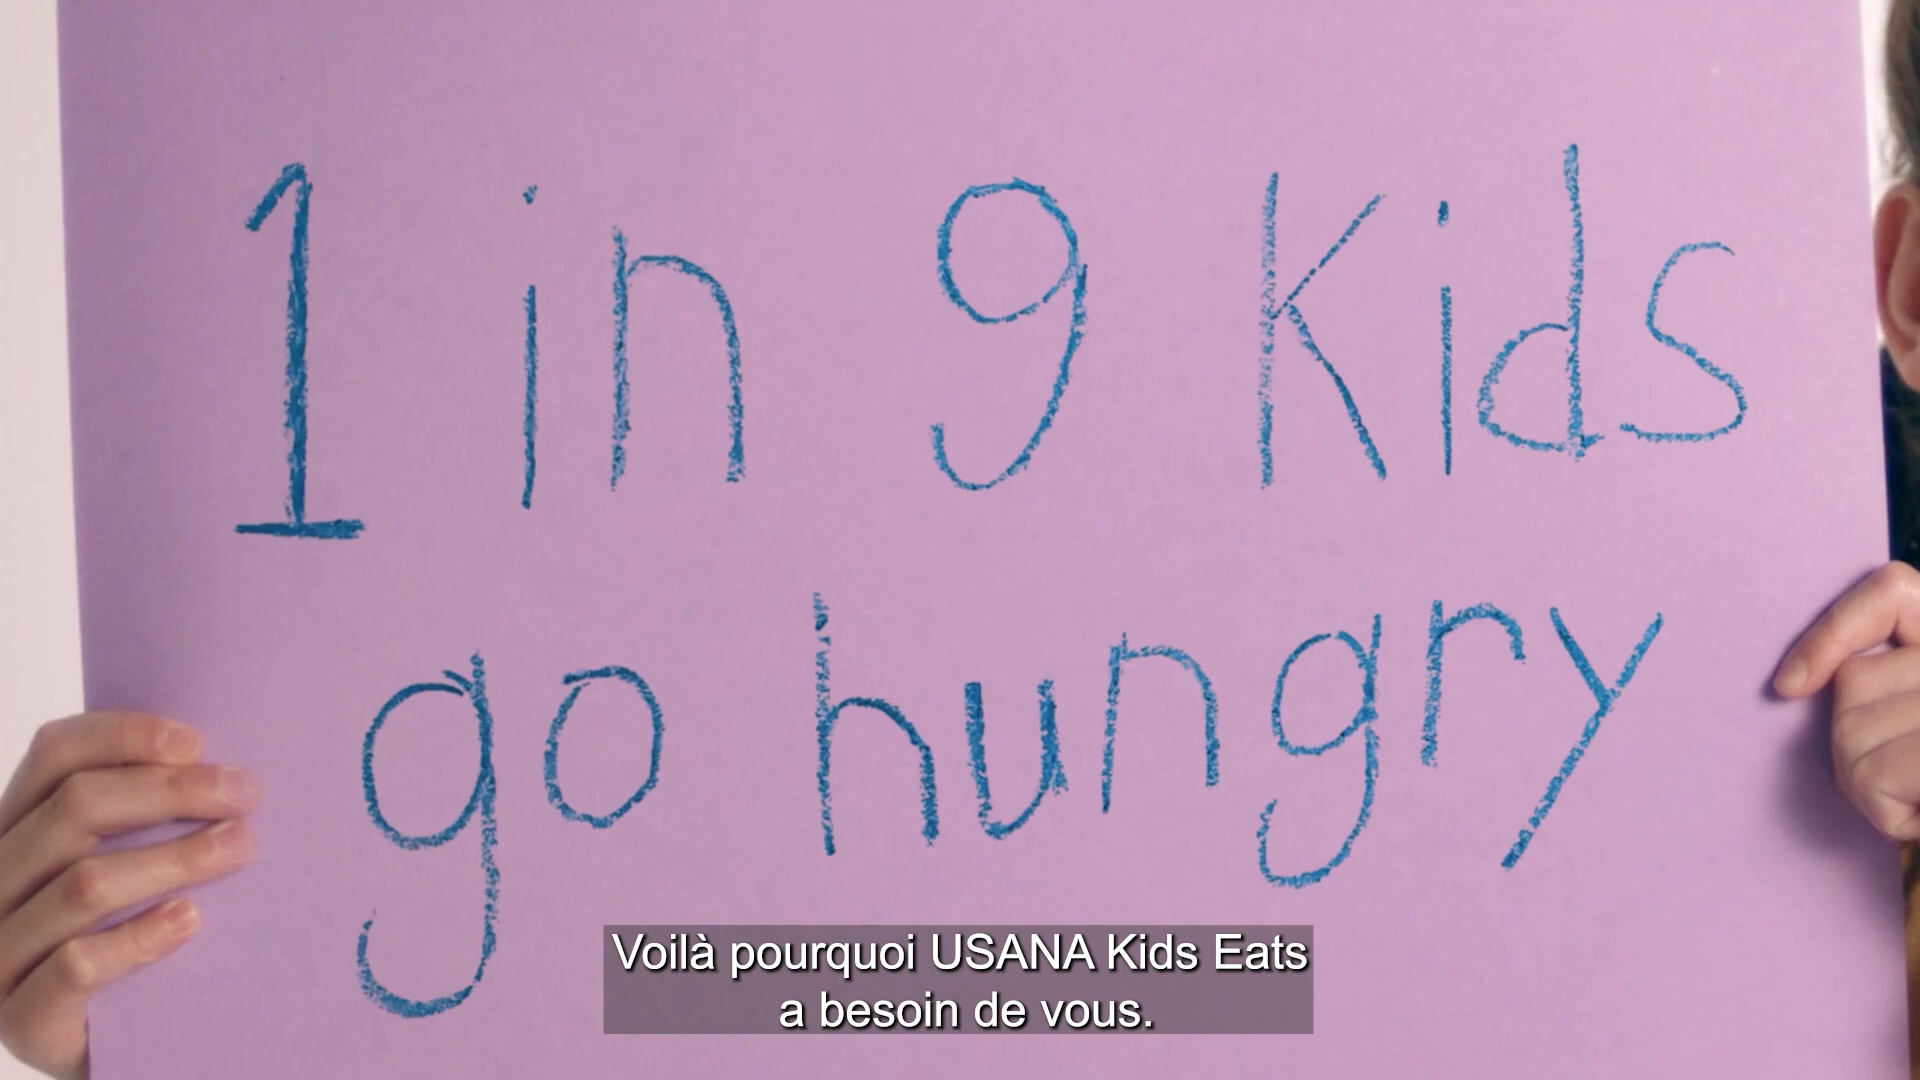 1 in 9 Kids
go hungry
Voilà pourquoi USANA Kids Eats
a besoin de vous.